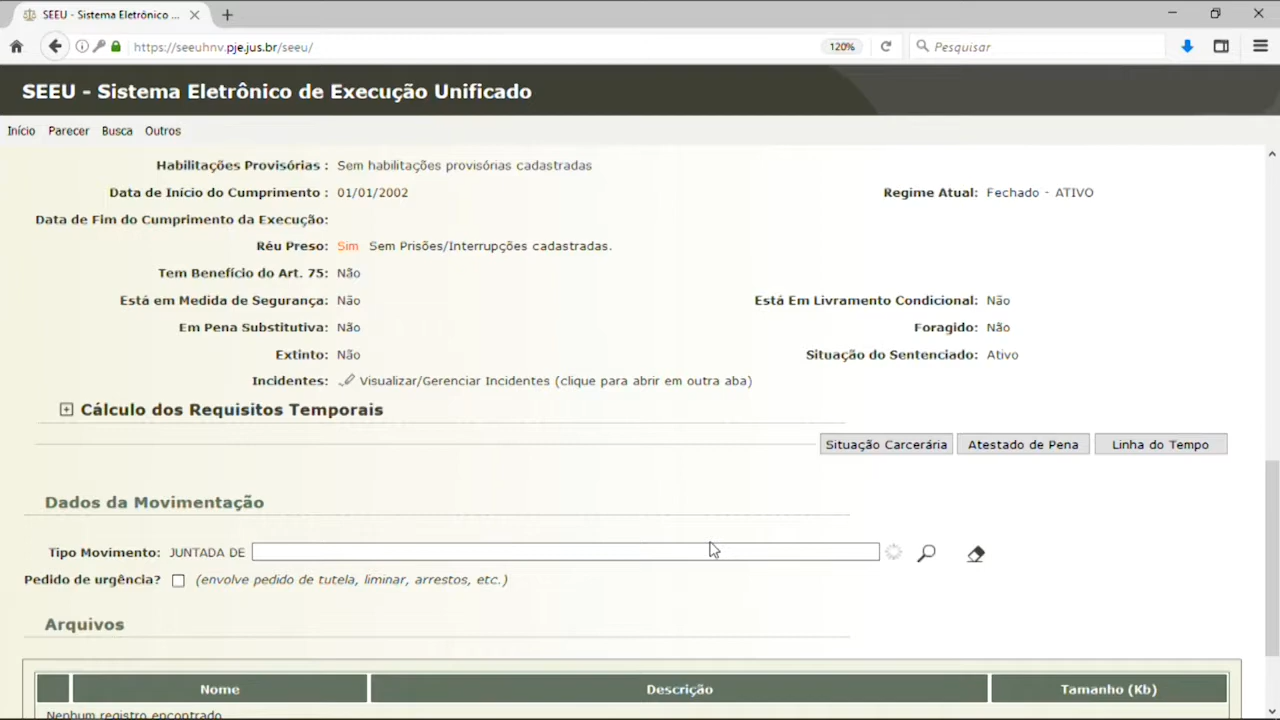 SEEU - Sistema Eletrônico ...
https://seeuhnv.pje.jus.br/seeu/
120%
Pesquisar
SEEU - Sistema Eletrônico de Execução Unificado
Início Parecer Busca Outros
Habilitações Provisórias : Sem habilitações provisórias cadastradas
Data de Início do Cumprimento : 01/01/2002 Regime Atual: Fechado - ATIVO
Data de Fim do Cumprimento da Execução:
Réu Preso: Sim Sem Prisões/Interrupções cadastradas.
Tem Benefício do Art. 75: Não
Está em Medida de Segurança: Não Está Em Livramento Condicional: Não
Em Pena Substitutiva: Não Foragido: Não
Extinto: Não Situação do Sentenciado: Ativo
Incidentes: Visualizar/Gerenciar Incidentes (clique para abrir em outra aba)
Cálculo dos Requisitos Temporais
Situação Carcerária Atestado de Pena Linha do Tempo
Dados da Movimentação
Tipo Movimento: JUNTADA DE
Pedido de urgência? (envolve pedido de tutela, liminar, arrestos, etc.)
Arquivos
Nome Descrição Tamanho (Kb)
Nenhum registro encontrado